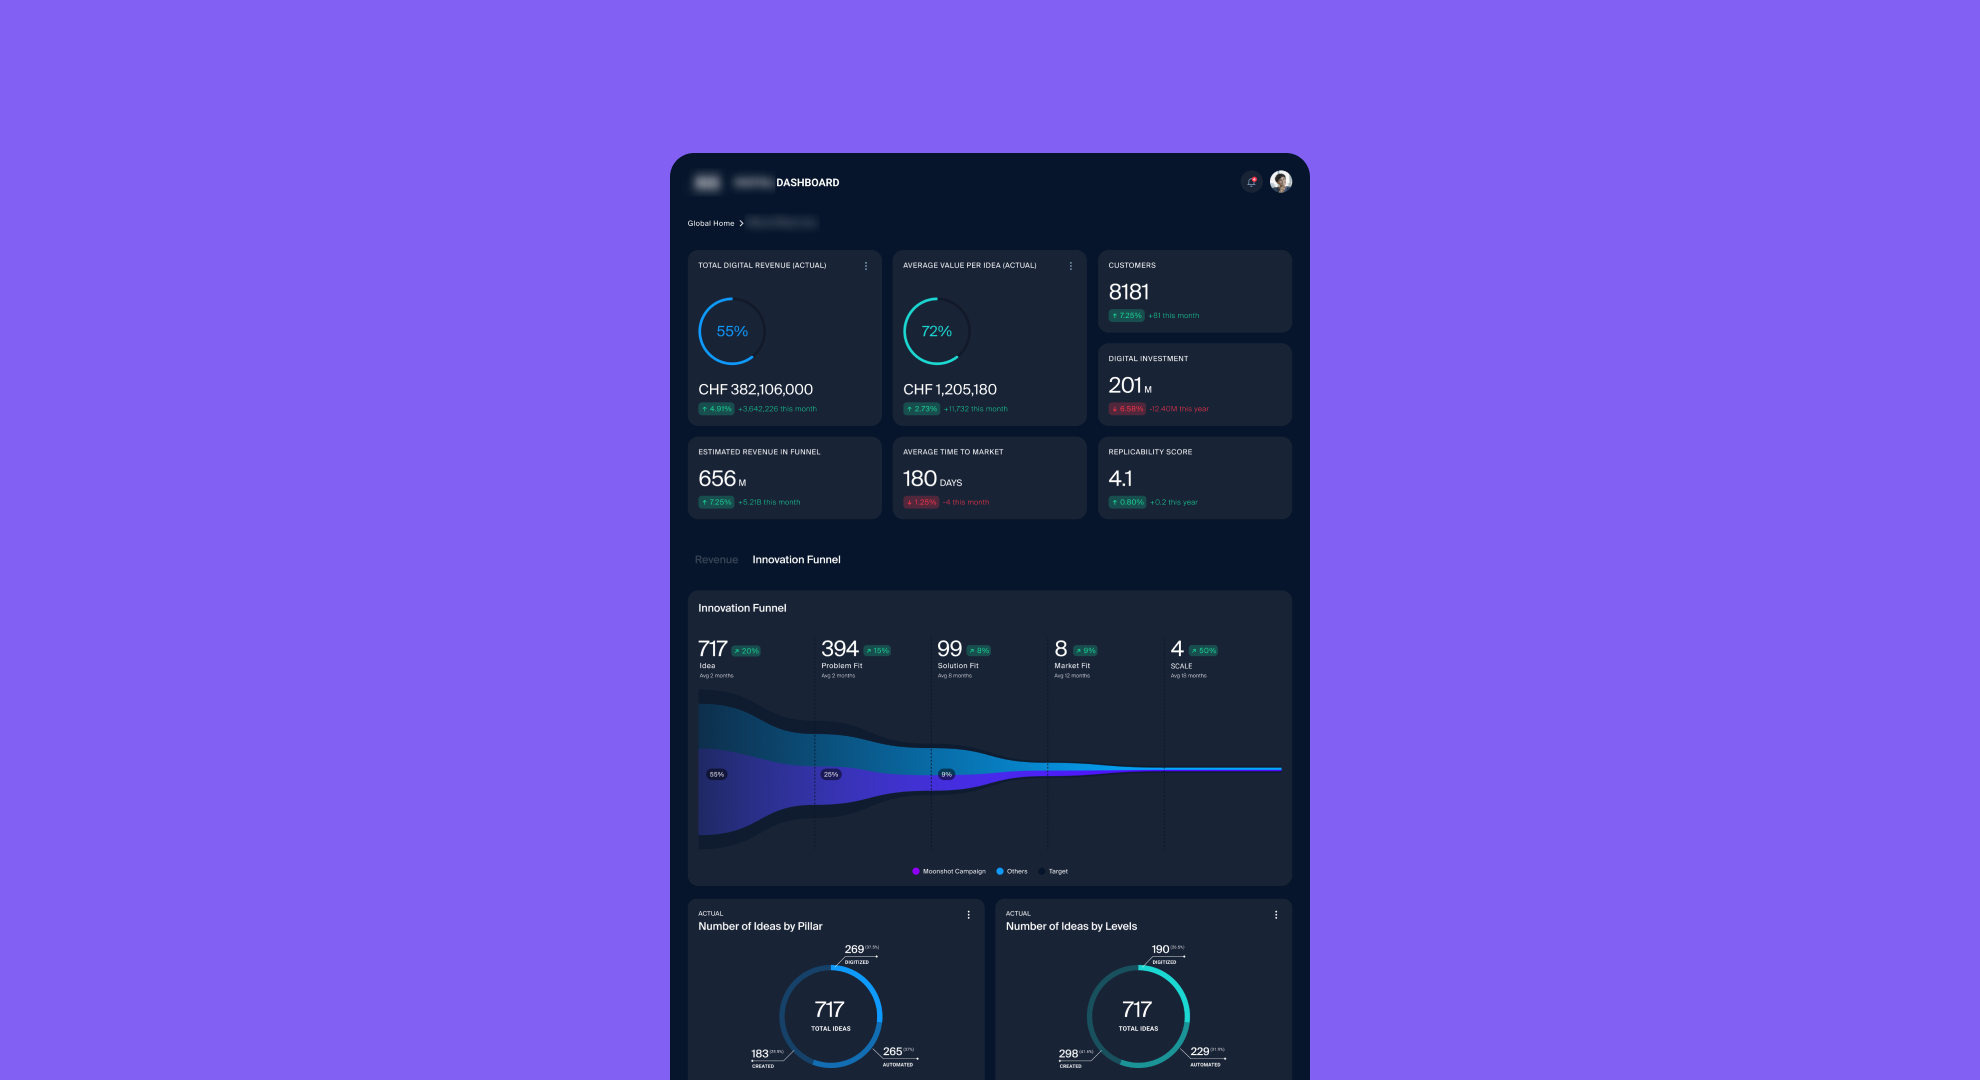 DASHBOARD
Global Home
TOTAL DIGITAL REVENUE (ACTUAL)
55%
CHF 382,106,000
↑ 4.91% +3,642,226 this month
AVERAGE VALUE PER IDEA (ACTUAL)
72%
CHF 1,205,180
↑ 2.73% +11,732 this month
CUSTOMERS
8181
↑ 7.25% +81 this month
DIGITAL INVESTMENT
201 M
↓ 6.58% -12.40M this year
ESTIMATED REVENUE IN FUNNEL
656 M
↑ 7.25% +5.21B this month
AVERAGE TIME TO MARKET
180 DAYS
↓ 1.25% -4 this month
REPLICABILITY SCORE
4.1
↑ 0.80% +0.2 this year
Revenue Innovation Funnel
Innovation Funnel
717 ↗ 20%
Idea
Avg 2 months
394 ↗ 15%
Problem Fit
Avg 2 months
99 ↗ 8%
Solution Fit
Avg 6 months
8 ↗ 9%
Market Fit
Avg 12 months
4 ↗ 50%
SCALE
Avg 18 months
55%
25%
9%
Moonshot Campaign Others Target
ACTUAL
Number of Ideas by Pillar
269
DIGITIZED
717
TOTAL IDEAS
183
CREATED
265
AUTOMATED
ACTUAL
Number of Ideas by Levels
190
DIGITIZED
717
TOTAL IDEAS
298
CREATED
229
AUTOMATED